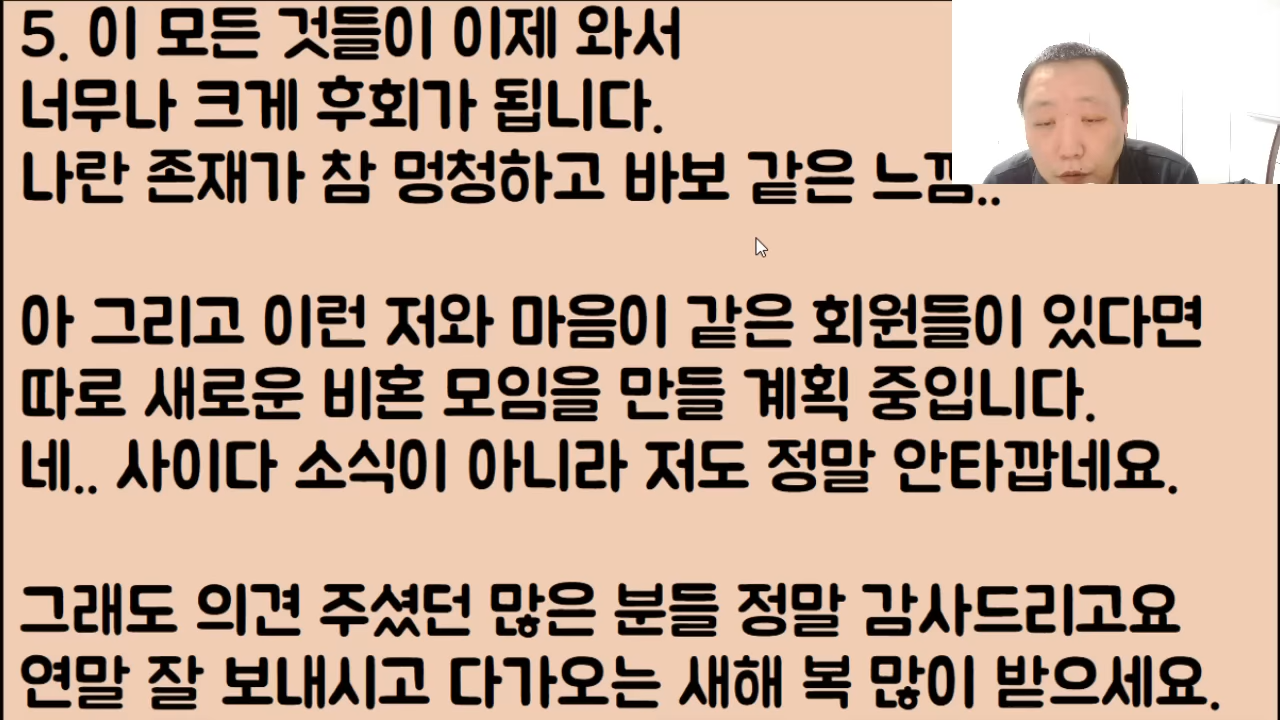 5. 이 모든 것들이 이제 와서
너무나 크게 후회가 됩니다.
나란 존재가 참 멍청하고 바보 같은 느낌..
아 그리고 이런 저와 마음이 같은 회원들이 있다면
따로 새로운 비혼 모임을 만들 계획 중입니다.
네.. 사이다 소식이 아니라 저도 정말 안타깝네요.
그래도 의견 주셨던 많은 분들 정말 감사드리고요
연말 잘 보내시고 다가오는 새해 복 많이 받으세요.